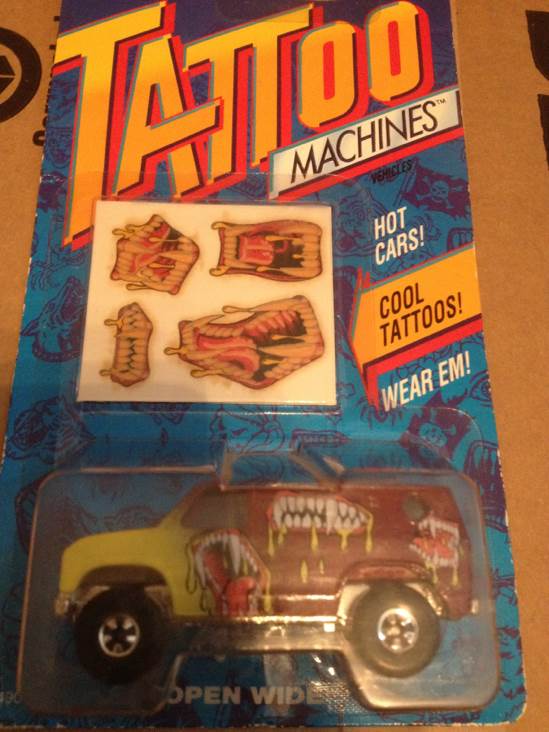 TATTOO
MACHINES™
VEHICLES
HOT
CARS!
COOL
TATTOOS!
WEAR EM!
OPEN WIDE